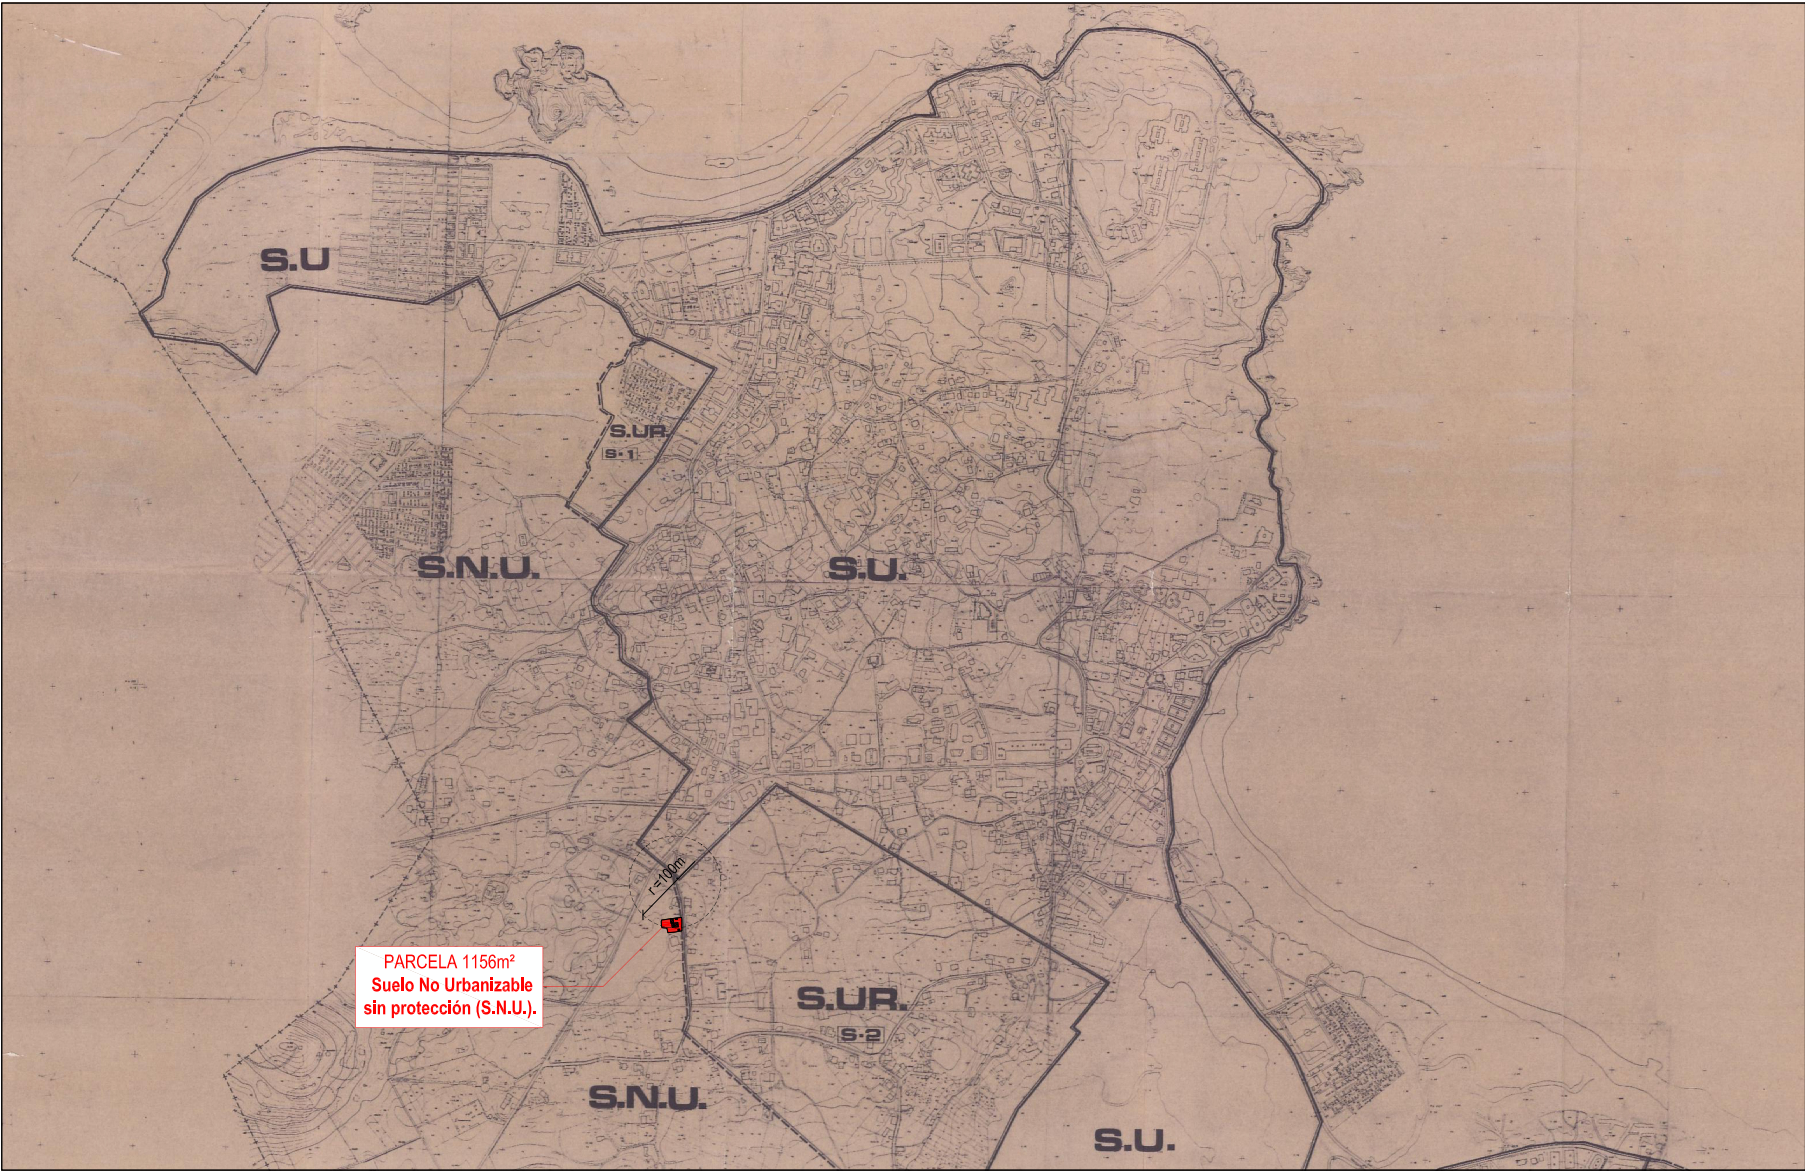 S.U
S.UR.
S-1
S.N.U.
S.U.
r =100m
PARCELA 1156m²
Suelo No Urbanizable
sin protección (S.N.U.).
S.UR.
S-2
S.N.U.
S.U.